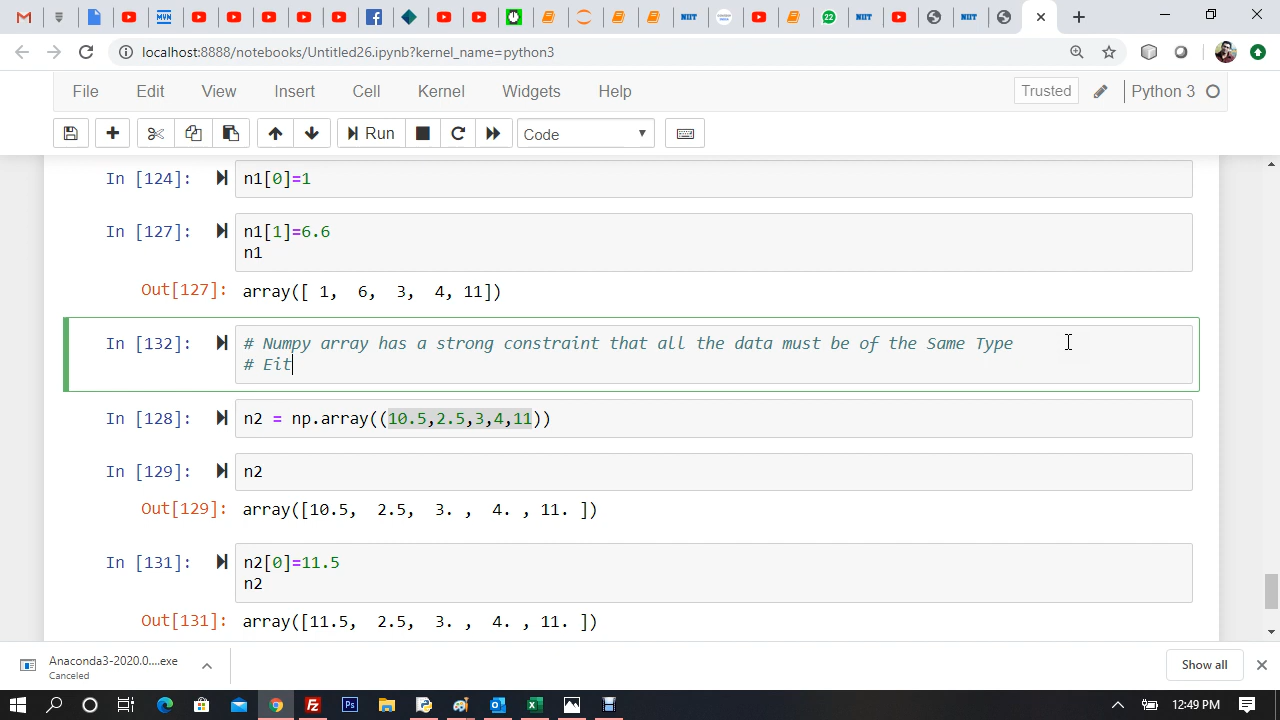 MVN
NIIT
22
NIIT
NIIT
localhost:8888/notebooks/Untitled26.ipynb?kernel_name=python3
File Edit View Insert Cell Kernel Widgets Help Trusted Python 3
Run Code
In [124]: n1[0]=1
In [127]: n1[1]=6.6
n1
Out[127]: array([ 1,  6,  3,  4, 11])
In [132]: # Numpy array has a strong constraint that all the data must be of the Same Type
# Eit
In [128]: n2 = np.array((10.5,2.5,3,4,11))
In [129]: n2
Out[129]: array([10.5,  2.5,  3. ,  4. , 11. ])
In [131]: n2[0]=11.5
n2
Out[131]: array([11.5,  2.5,  3. ,  4. , 11. ])
Anaconda3-2020.0....exe
Canceled
Show all
12:49 PM